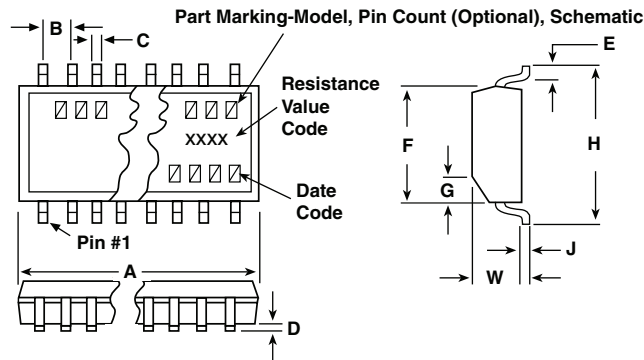 Part Marking-Model, Pin Count (Optional), Schematic
B
C
E
Resistance
Value
Code
XXXX
F
H
G
Date
Code
Pin #1
J
A
W
D